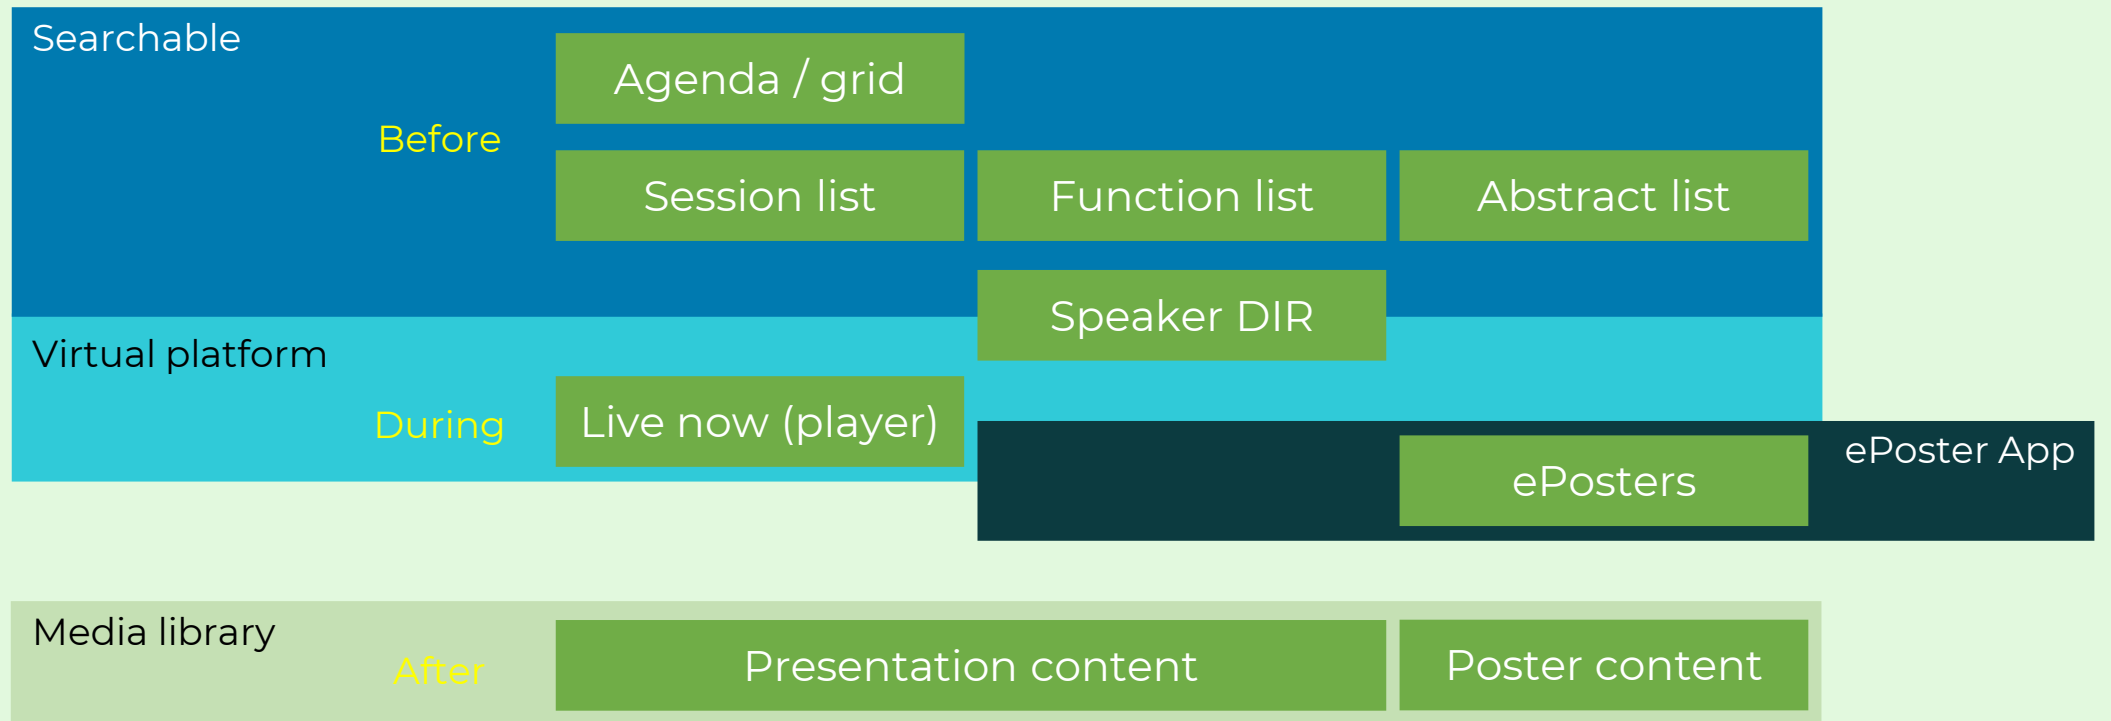 Searchable
Agenda / grid
Before
Session list
Function list
Abstract list
Speaker DIR
Virtual platform
During
Live now (player)
ePoster App
ePosters
Media library
After
Presentation content
Poster content